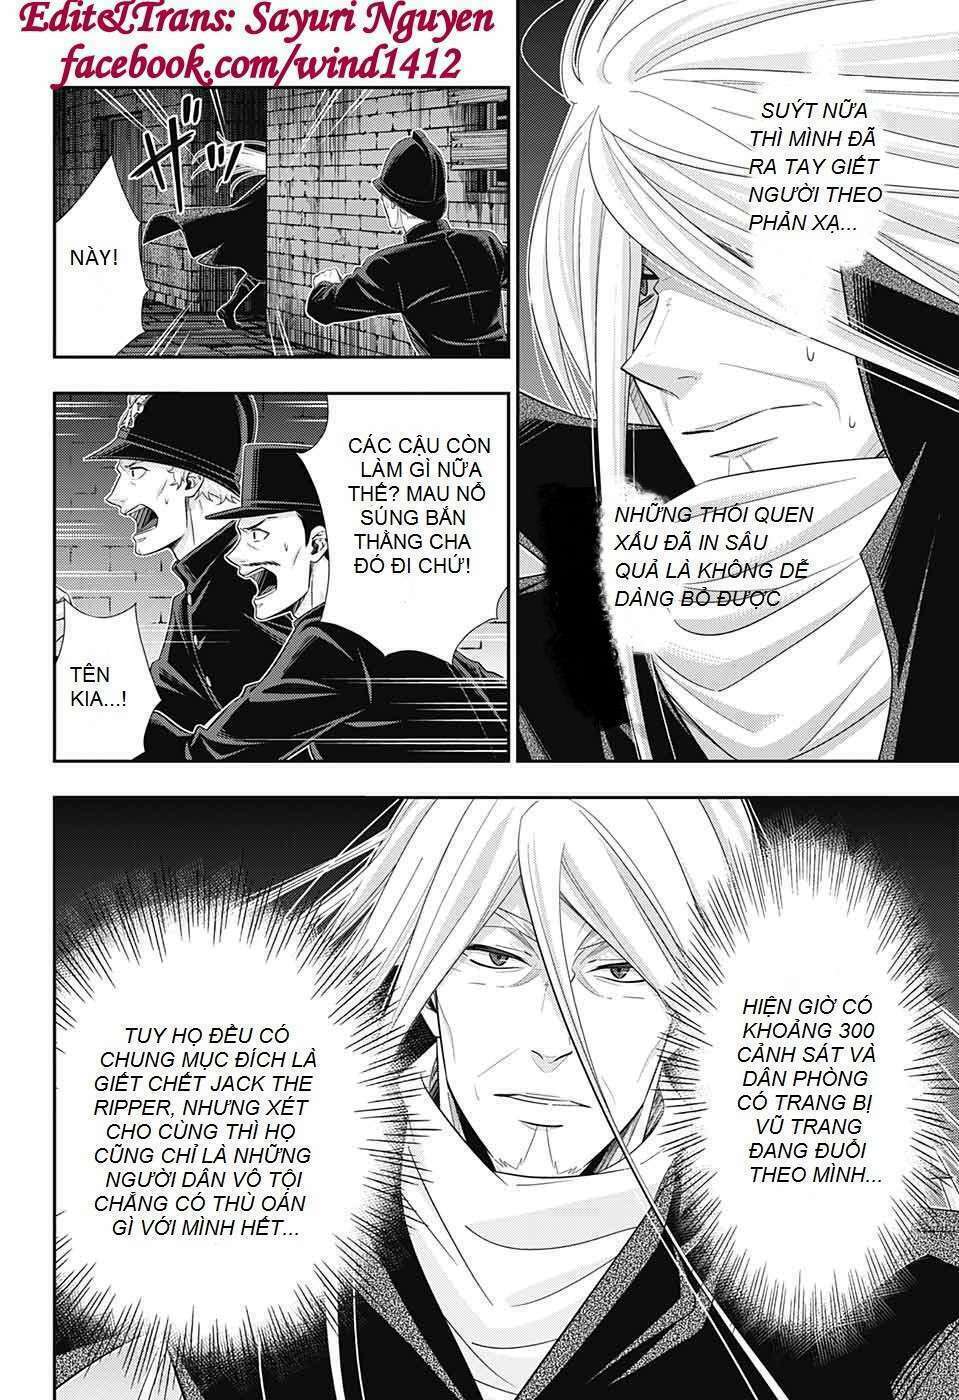 Edit&Trans: Sayuri Nguyen
facebook.com/wind1412
SUÝT NỮA
THÌ MÌNH ĐÃ
RA TAY GIẾT
NGƯỜI THEO
PHẢN XẠ...
NHỮNG THÓI QUEN
XẤU ĐÃ IN SÂU
QUẢ LÀ KHÔNG DỄ
DÀNG BỎ ĐƯỢC
NÀY!
CÁC CẬU CÒN
LÀM GÌ NỮA
THẾ? MAU NỔ
SÚNG BẮN
THẰNG CHA
ĐÓ ĐI CHỨ!
TÊN
KIA...!
HIỆN GIỜ CÓ
KHOẢNG 300
CẢNH SÁT VÀ
DÂN PHÒNG
CÓ TRANG BỊ
VŨ TRANG
ĐANG ĐUỔI
THEO MÌNH...
TUY HỌ ĐỀU CÓ
CHUNG MỤC ĐÍCH LÀ
GIẾT CHẾT JACK THE
RIPPER, NHƯNG XÉT
CHO CÙNG THÌ HỌ
CŨNG CHỈ LÀ NHỮNG
NGƯỜI DÂN VÔ TỘI
CHẲNG CÓ THÙ OÁN
GÌ VỚI MÌNH HẾT...